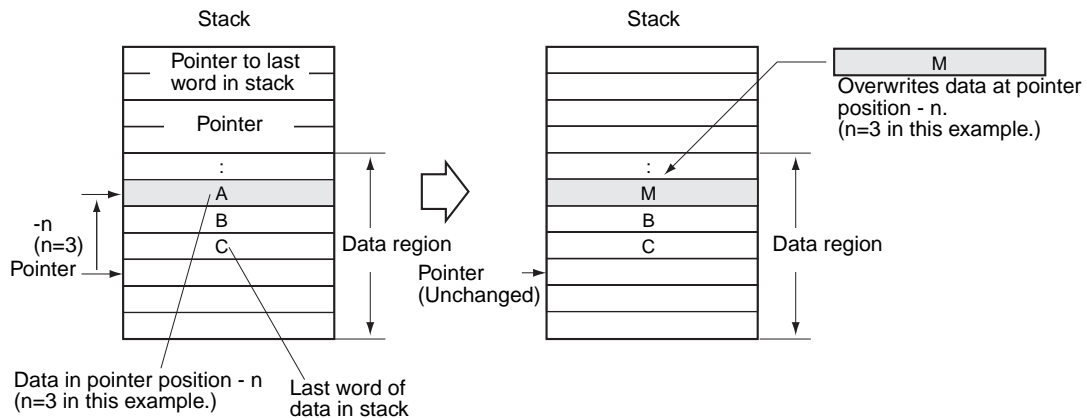 Stack
Pointer to last
word in stack
Pointer
:
A
B
C
-n
(n=3)
Pointer
Data region
Data in pointer position - n
(n=3 in this example.)
Last word of
data in stack
Stack
:
M
B
C
Pointer
(Unchanged)
Data region
M
Overwrites data at pointer
position - n.
(n=3 in this example.)